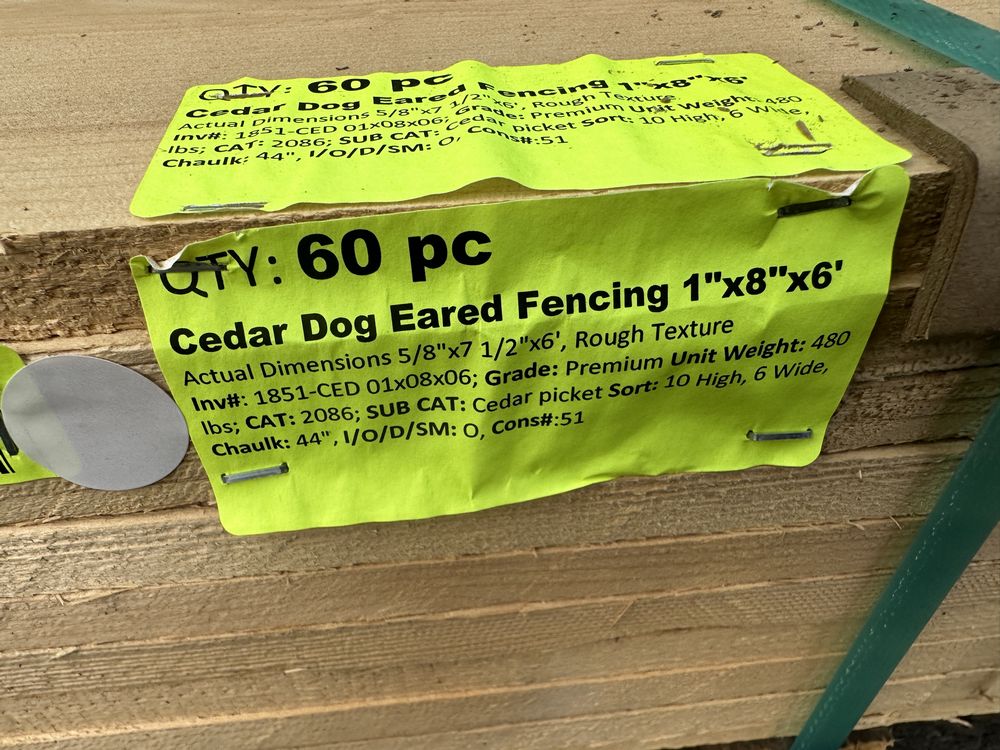 QTY: 60 pc
Cedar Dog Eared Fencing 1"x8"x6'
Actual Dimensions 5/8"x7 1/2"x6', Rough Texture
Inv#: 1851-CED 01x08x06; Grade: Premium Unit Weight: 480
lbs; CAT: 2086; SUB CAT: Cedar picket Sort: 10 High, 6 Wide,
Chaulk: 44", I/O/D/SM: O, Cons#:51
QTY: 60 pc
Cedar Dog Eared Fencing 1"x8"x6'
Actual Dimensions 5/8"x7 1/2"x6', Rough Texture
Inv#: 1851-CED 01x08x06; Grade: Premium Unit Weight: 480
lbs; CAT: 2086; SUB CAT: Cedar picket Sort: 10 High, 6 Wide,
Chaulk: 44", I/O/D/SM: O, Cons#:51